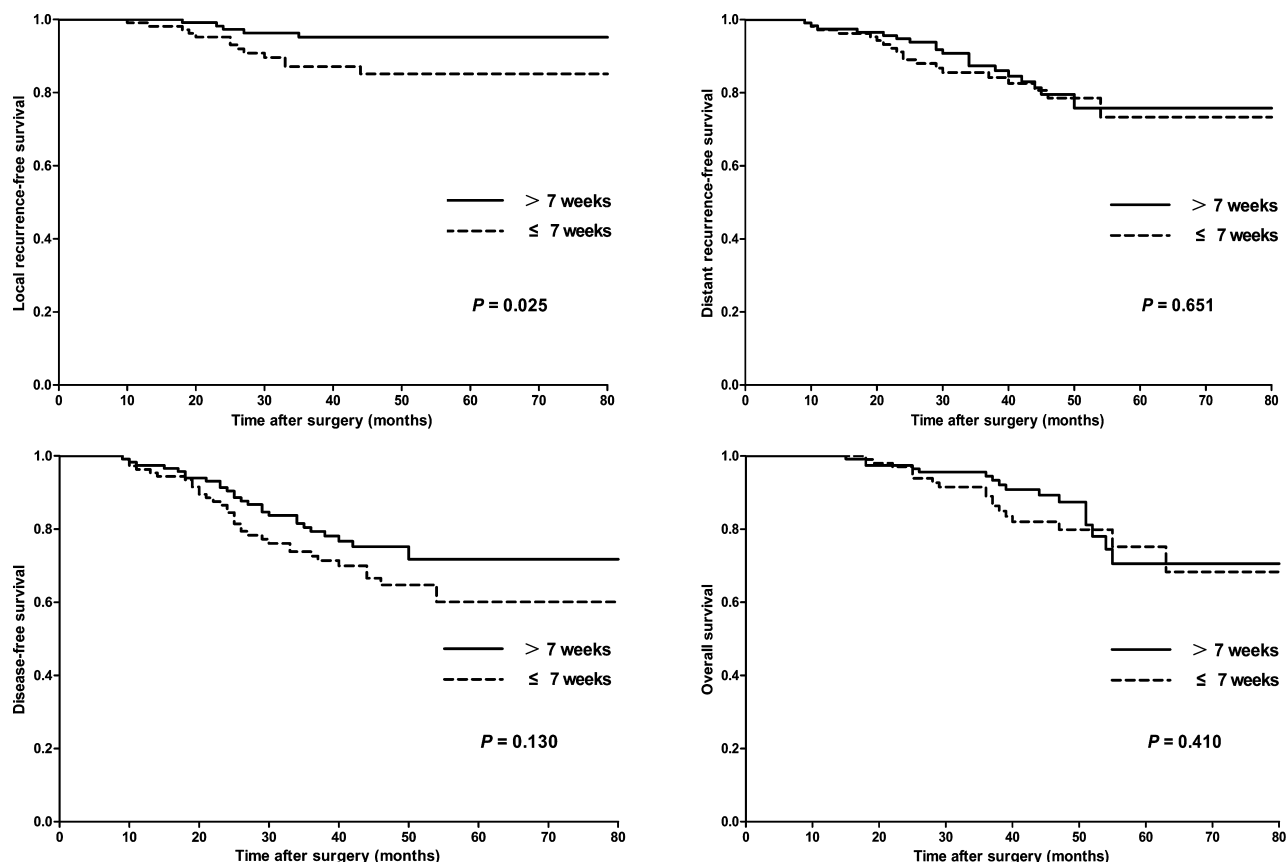 1.0
0.8
0.6
0.4
0.2
0.0
Local recurrence-free survival
> 7 weeks
≤ 7 weeks
P = 0.025
0 10 20 30 40 50 60 70 80
Time after surgery (months)
1.0
0.8
0.6
0.4
0.2
0.0
Distant recurrence-free survival
> 7 weeks
≤ 7 weeks
P = 0.651
0 10 20 30 40 50 60 70 80
Time after surgery (months)
1.0
0.8
0.6
0.4
0.2
0.0
Disease-free survival
> 7 weeks
≤ 7 weeks
P = 0.130
0 10 20 30 40 50 60 70 80
Time after surgery (months)
1.0
0.8
0.6
0.4
0.2
0.0
Overall survival
> 7 weeks
≤ 7 weeks
P = 0.410
0 10 20 30 40 50 60 70 80
Time after surgery (months)